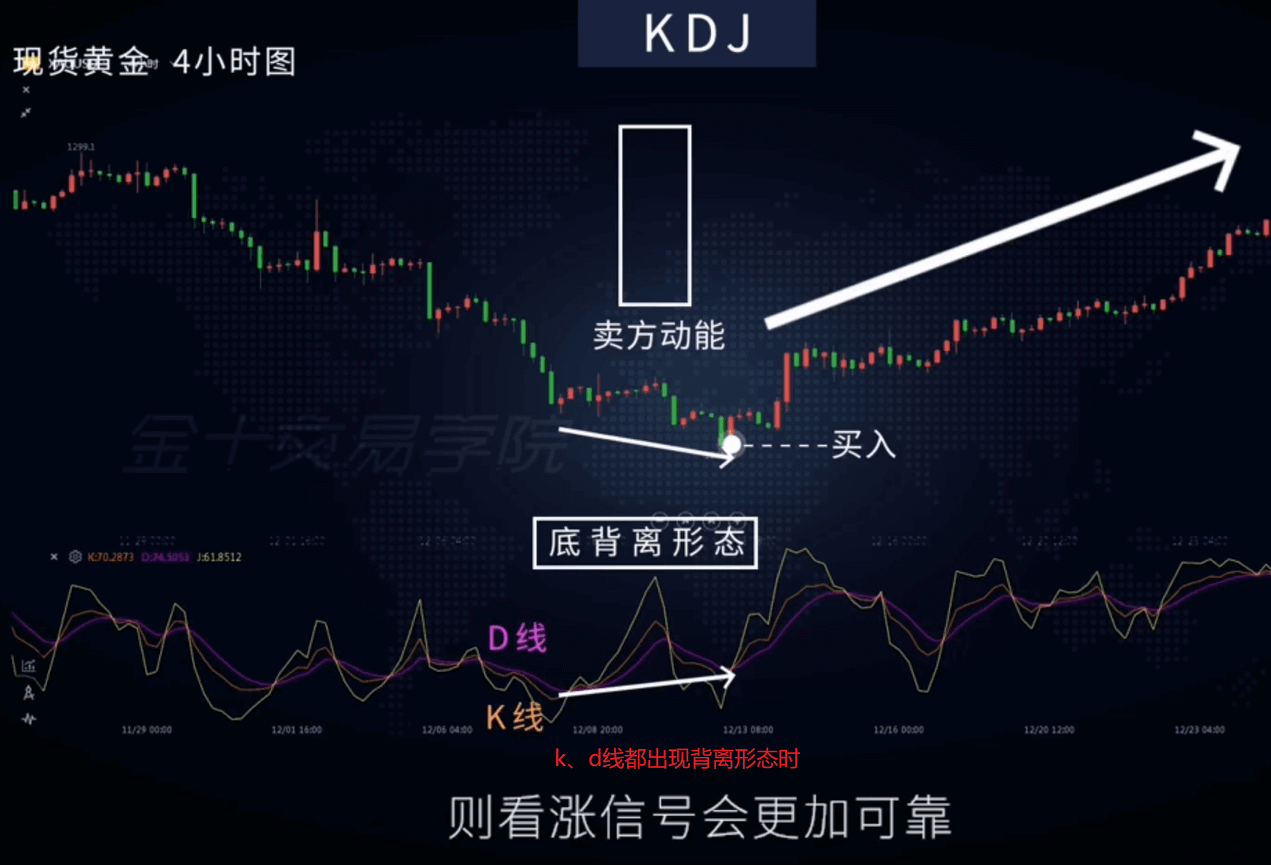 KDJ
现货黄金 4小时图
1299.1
卖方动能
买入
金十交易学院
底背离形态
K:70.2873 D:74.5053 J:61.8512
D线
K线
11/29 00:00 12/01 16:00 12/06 04:00 12/08 20:00 12/13 08:00 12/16 00:00 12/20 12:00 12/23 04:00
k、d线都出现背离形态时
则看涨信号会更加可靠